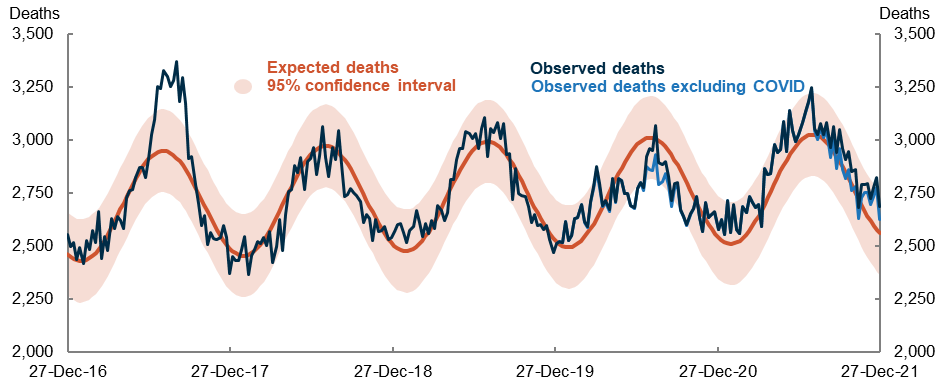 Deaths Deaths
3,500 3,500
Expected deaths Observed deaths
95% confidence interval Observed deaths excluding COVID
3,250 3,250
3,000 3,000
2,750 2,750
2,500 2,500
2,250 2,250
2,000 2,000
27-Dec-16 27-Dec-17 27-Dec-18 27-Dec-19 27-Dec-20 27-Dec-21